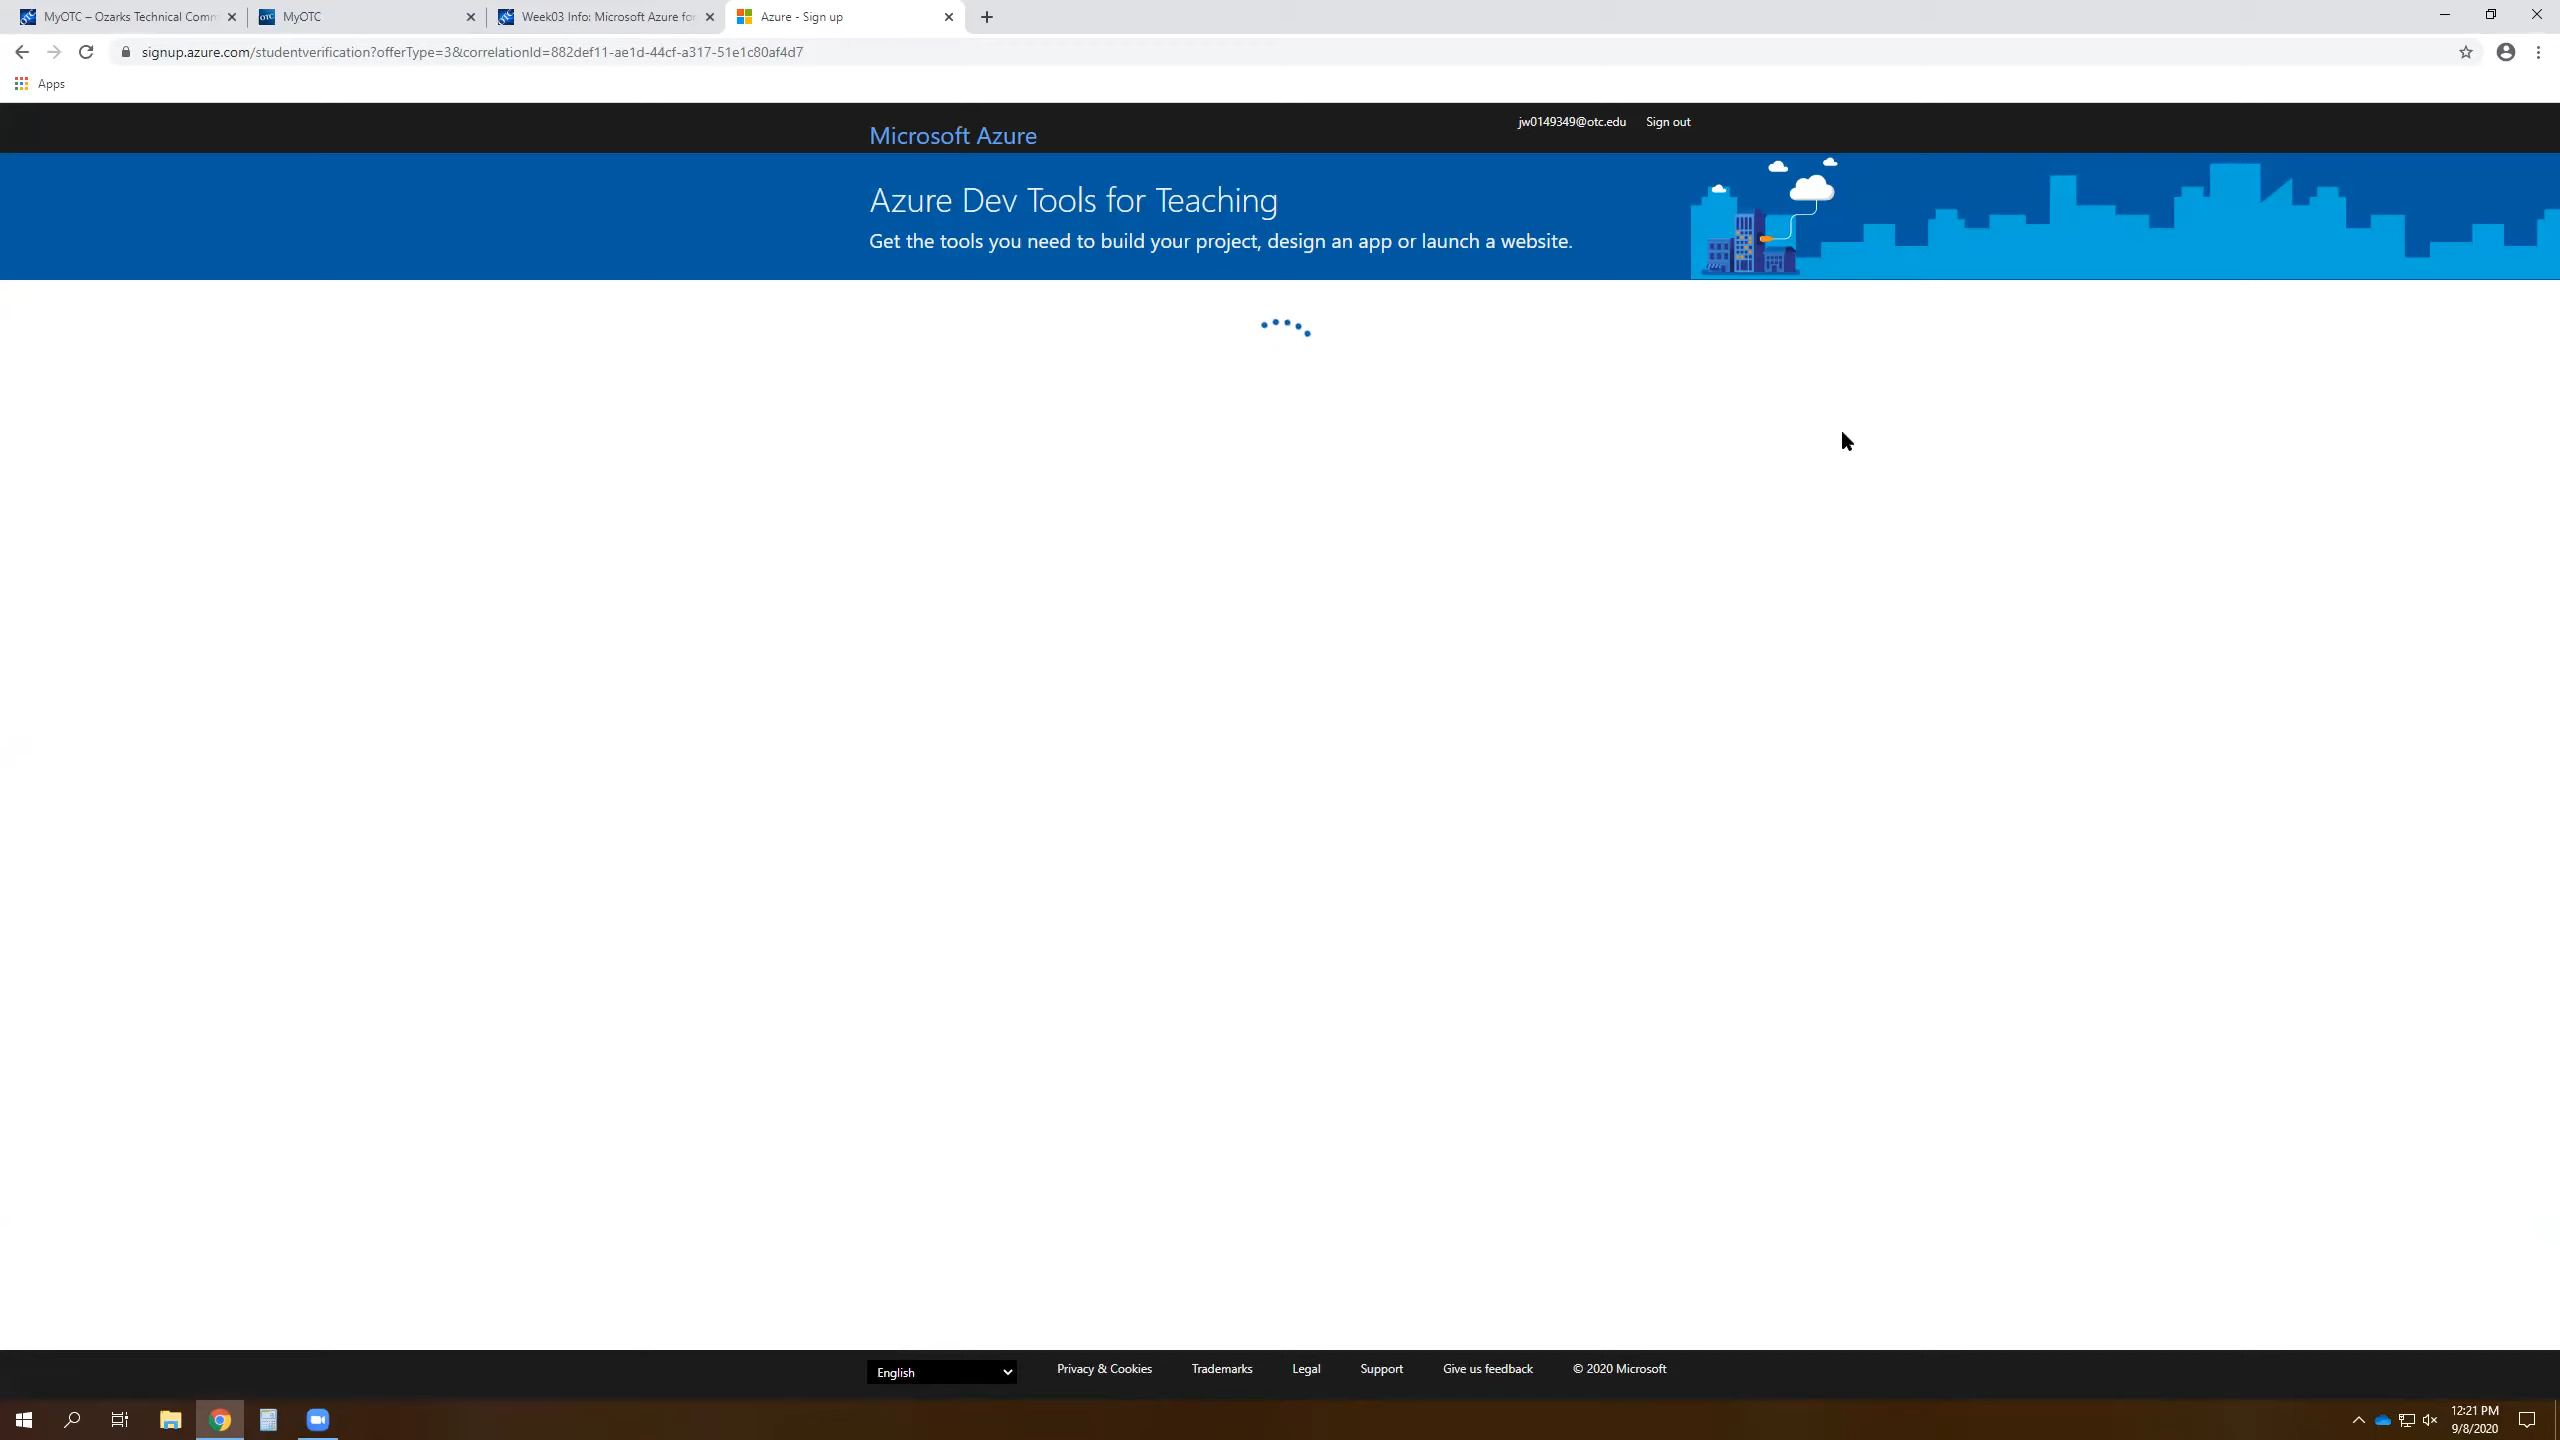 MyOTC – Ozarks Technical Comm
MyOTC
Week03 Info: Microsoft Azure for
Azure - Sign up
signup.azure.com/studentverification?offerType=3&correlationId=882def11-ae1d-44cf-a317-51e1c80af4d7
Apps
jw0149349@otc.edu Sign out
Microsoft Azure
Azure Dev Tools for Teaching
Get the tools you need to build your project, design an app or launch a website.
English Privacy & Cookies Trademarks Legal Support Give us feedback © 2020 Microsoft
12:21 PM
9/8/2020